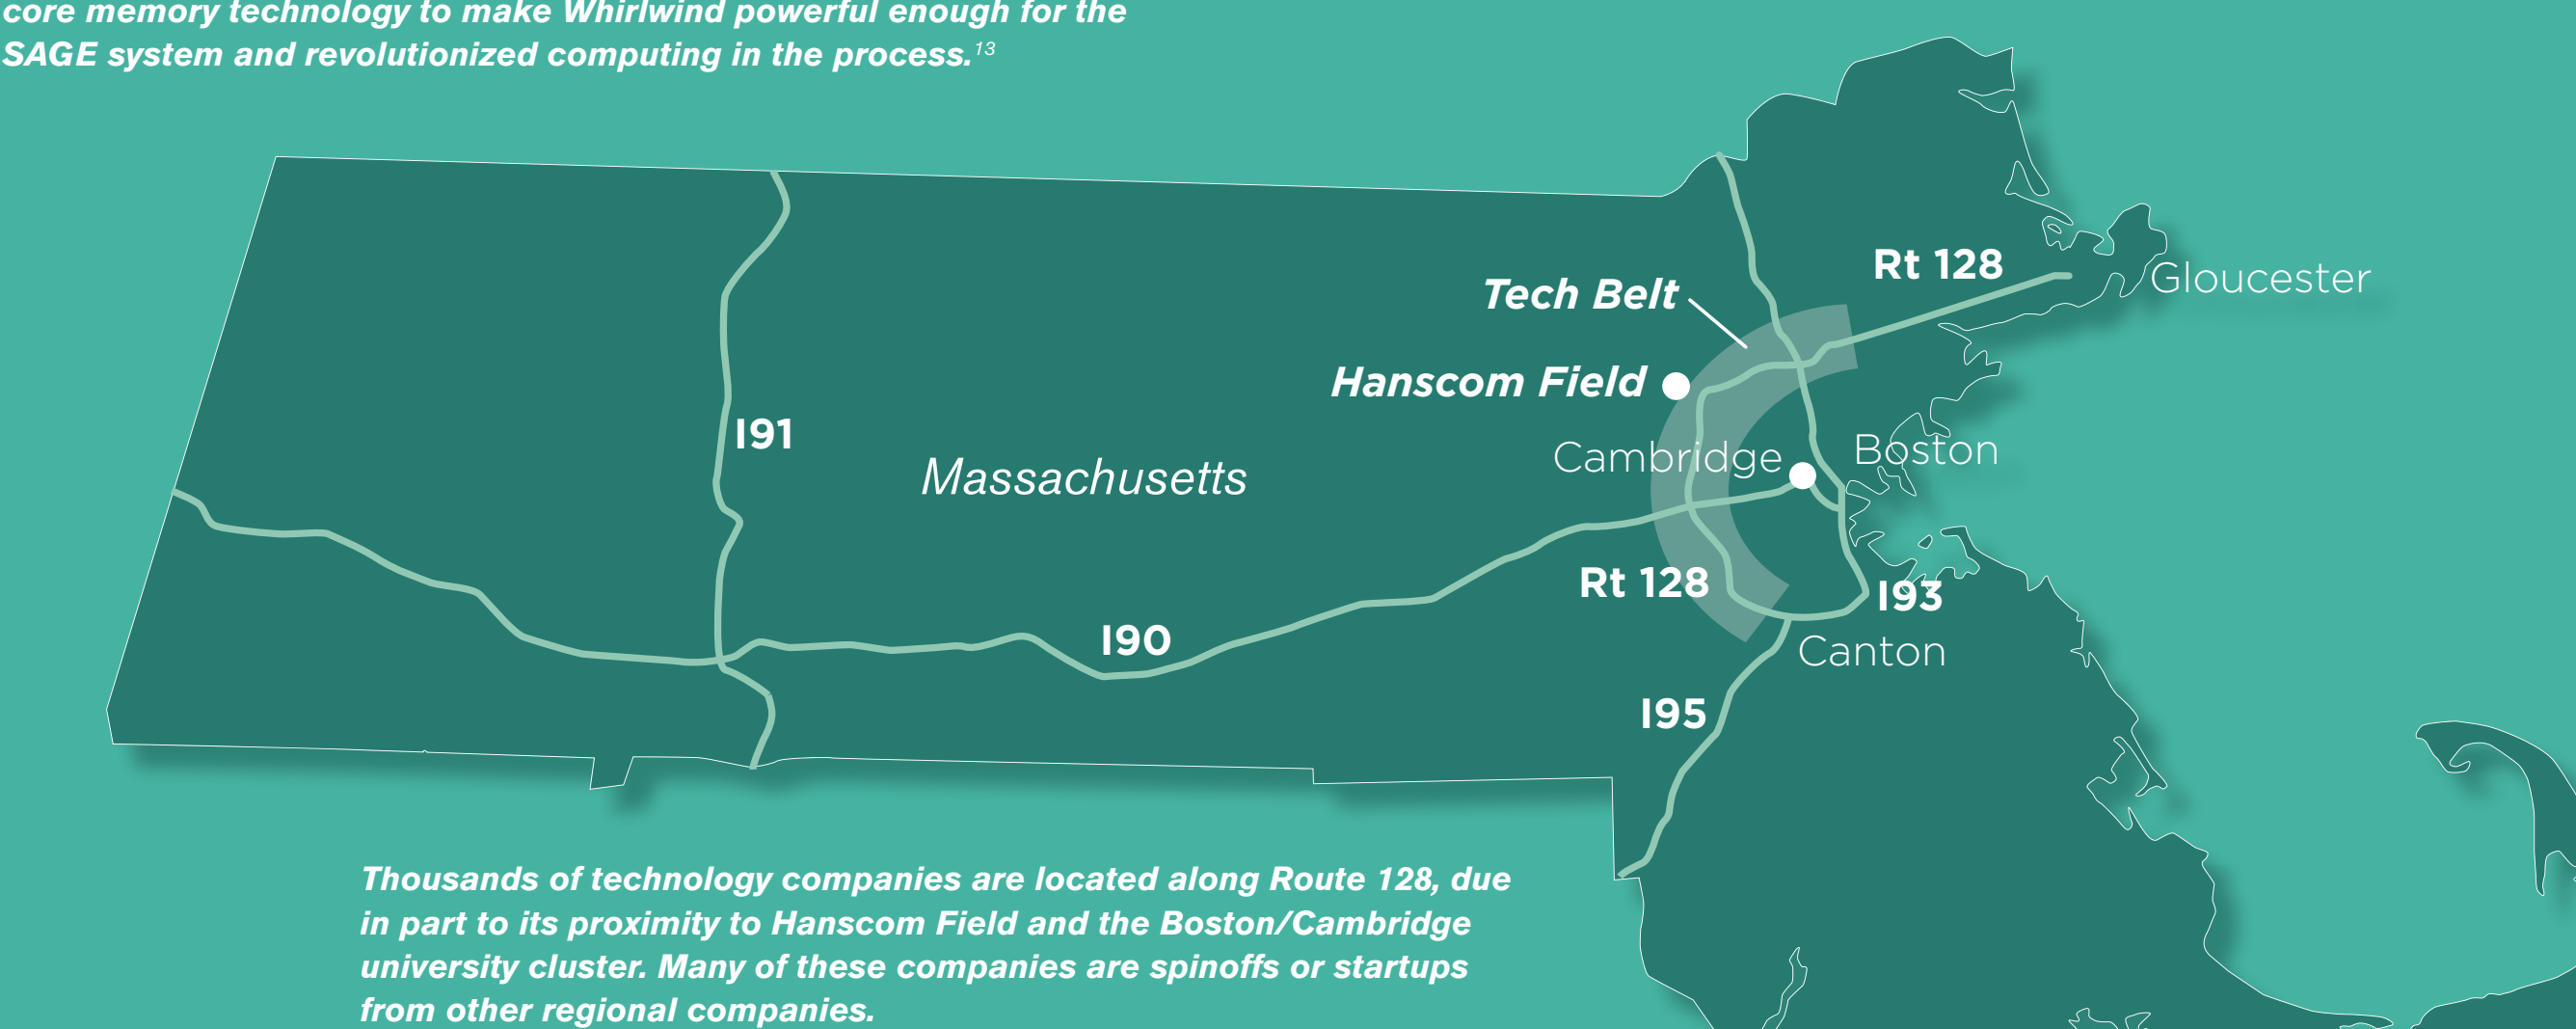 core memory technology to make Whirlwind powerful enough for the
SAGE system and revolutionized computing in the process.13
Rt 128
Gloucester
Tech Belt
Hanscom Field
I91
Cambridge
Boston
Massachusetts
Rt 128
I93
I90
Canton
I95
Thousands of technology companies are located along Route 128, due
in part to its proximity to Hanscom Field and the Boston/Cambridge
university cluster. Many of these companies are spinoffs or startups
from other regional companies.